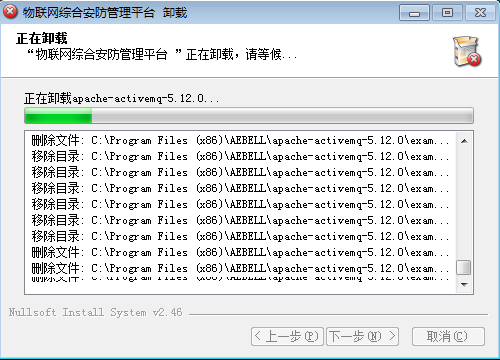 物联网综合安防管理平台 卸载
正在卸载
“物联网综合安防管理平台 ”正在卸载，请等候...
正在卸载apache-activemq-5.12.0...
删除文件: C:\Program Files (x86)\AEBELL\apache-activemq-5.12.0\exam...
移除目录: C:\Program Files (x86)\AEBELL\apache-activemq-5.12.0\exam...
移除目录: C:\Program Files (x86)\AEBELL\apache-activemq-5.12.0\exam...
移除目录: C:\Program Files (x86)\AEBELL\apache-activemq-5.12.0\exam...
移除目录: C:\Program Files (x86)\AEBELL\apache-activemq-5.12.0\exam...
移除目录: C:\Program Files (x86)\AEBELL\apache-activemq-5.12.0\exam...
移除目录: C:\Program Files (x86)\AEBELL\apache-activemq-5.12.0\exam...
删除文件: C:\Program Files (x86)\AEBELL\apache-activemq-5.12.0\exam...
删除文件: C:\Program Files (x86)\AEBELL\apache-activemq-5.12.0\exam...
Nullsoft Install System v2.46
< 上一步(P) 下一步(N) > 取消(C)